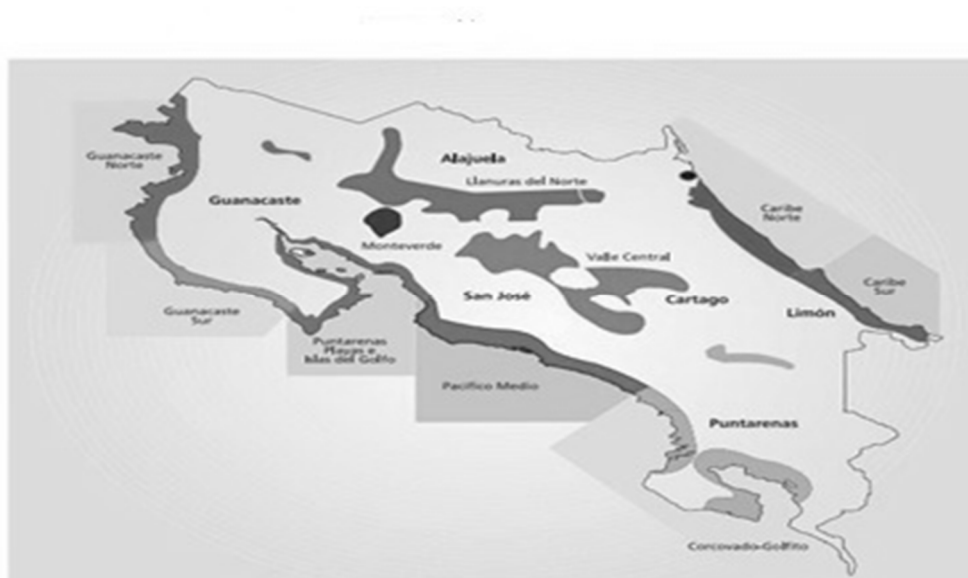 Alajuela
Guanacaste
Norte
Llanuras del Norte
Guanacaste
Caribe
Norte
Monteverde
Valle Central
Caribe
Sur
San José
Cartago
Limón
Guanacaste
Sur
Puntarenas
Playas e
Islas del Golfo
Pacífico Medio
Puntarenas
Corcovado-Golfito